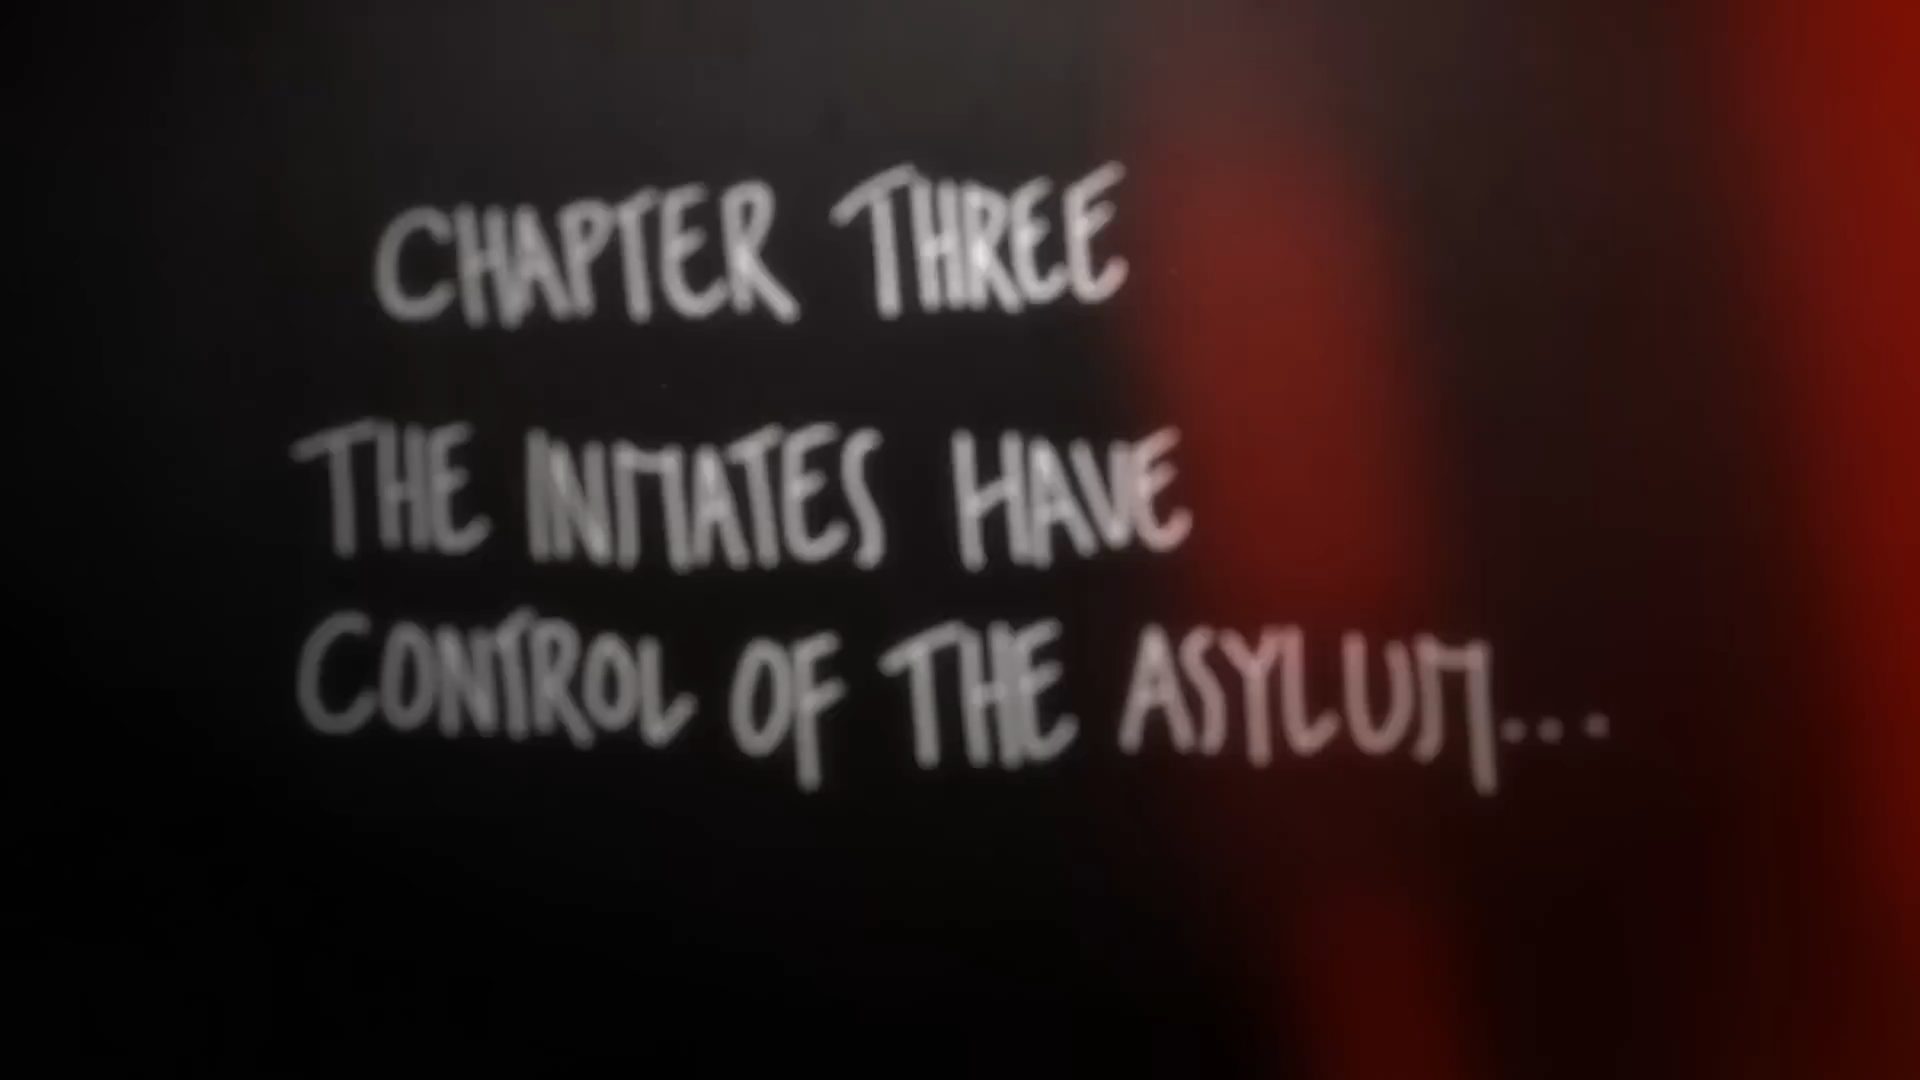 CHAPTER THREE
THE INMATES HAVE
CONTROL OF THE ASYLUM...